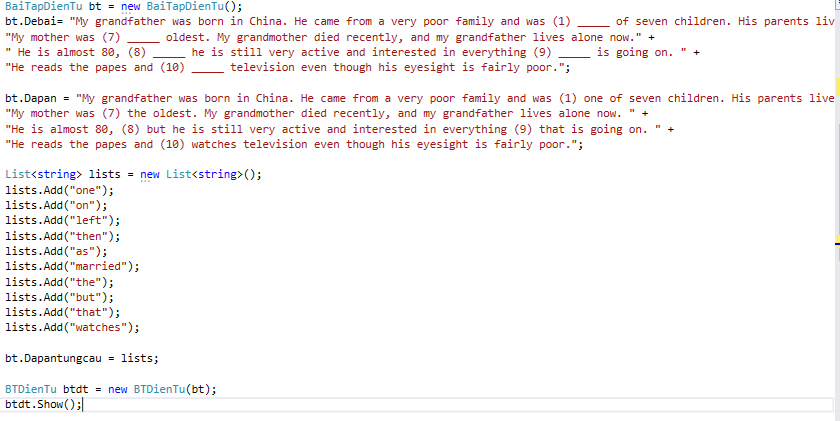 BaiTapDienTu bt = new BaiTapDienTu();
bt.Debai= "My grandfather was born in China. He came from a very poor family and was (1) _____ of seven children. His parents liv
"My mother was (7) _____ oldest. My grandmother died recently, and my grandfather lives alone now." +
" He is almost 80, (8) _____ he is still very active and interested in everything (9) _____ is going on. " +
"He reads the papes and (10) _____ television even though his eyesight is fairly poor.";
bt.Dapan = "My grandfather was born in China. He came from a very poor family and was (1) one of seven children. His parents live
"My mother was (7) the oldest. My grandmother died recently, and my grandfather lives alone now. " +
"He is almost 80, (8) but he is still very active and interested in everything (9) that is going on. " +
"He reads the papes and (10) watches television even though his eyesight is fairly poor.";
List<string> lists = new List<string>();
lists.Add("one");
lists.Add("on");
lists.Add("left");
lists.Add("then");
lists.Add("as");
lists.Add("married");
lists.Add("the");
lists.Add("but");
lists.Add("that");
lists.Add("watches");
bt.Dapantungcau = lists;
BTDienTu btdt = new BTDienTu(bt);
btdt.Show();